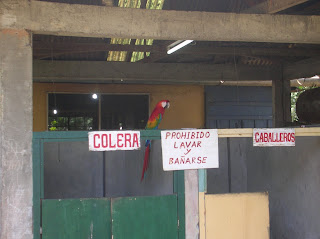 COLERA
PROHIBIDO
LAVAR
Y
BAÑARSE
CABALLEROS